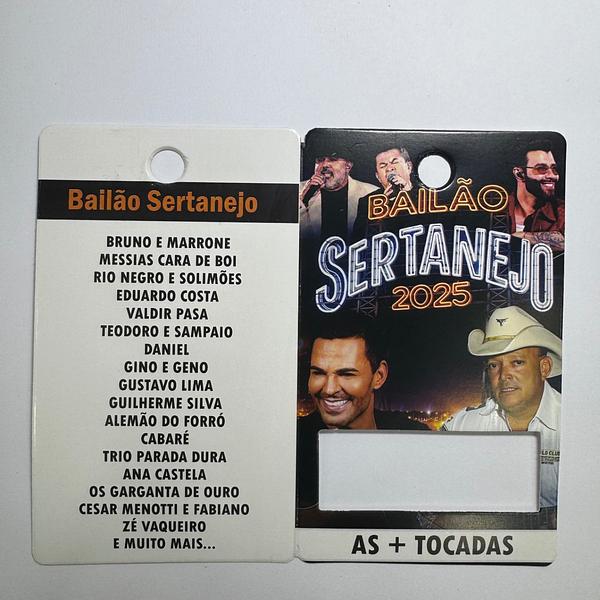 Bailão Sertanejo
BRUNO E MARRONE
MESSIAS CARA DE BOI
RIO NEGRO E SOLIMÕES
EDUARDO COSTA
VALDIR PASA
TEODORO E SAMPAIO
DANIEL
GINO E GENO
GUSTAVO LIMA
GUILHERME SILVA
ALEMÃO DO FORRÓ
CABARÉ
TRIO PARADA DURA
ANA CASTELA
OS GARGANTA DE OURO
CESAR MENOTTI E FABIANO
ZÉ VAQUEIRO
E MUITO MAIS...
BAILÃO
SERTANEJO
2025
AS + TOCADAS